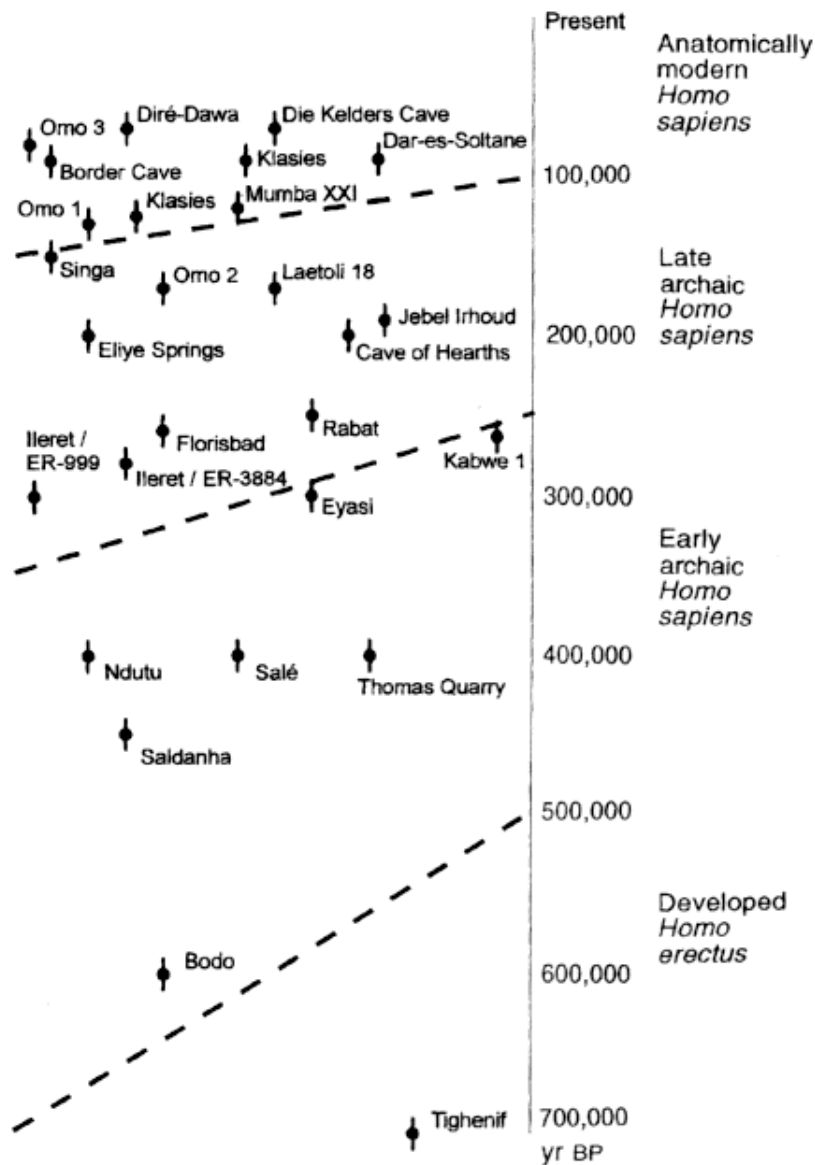 Present
Anatomically
modern
Homo
sapiens
Diré-Dawa
Die Kelders Cave
Omo 3
Dar-es-Soltane
Border Cave
Klasies
100,000
Omo 1
Klasies
Mumba XXI
Singa
Omo 2
Laetoli 18
Late
archaic
Homo
sapiens
Jebel Irhoud
200,000
Eliye Springs
Cave of Hearths
Ileret /
ER-999
Florisbad
Rabat
Ileret / ER-3884
Kabwe 1
Eyasi
300,000
Early
archaic
Homo
sapiens
Ndutu
Salé
Thomas Quarry
400,000
Saldanha
500,000
Developed
Homo
erectus
Bodo
600,000
Tighenif
700,000
yr BP